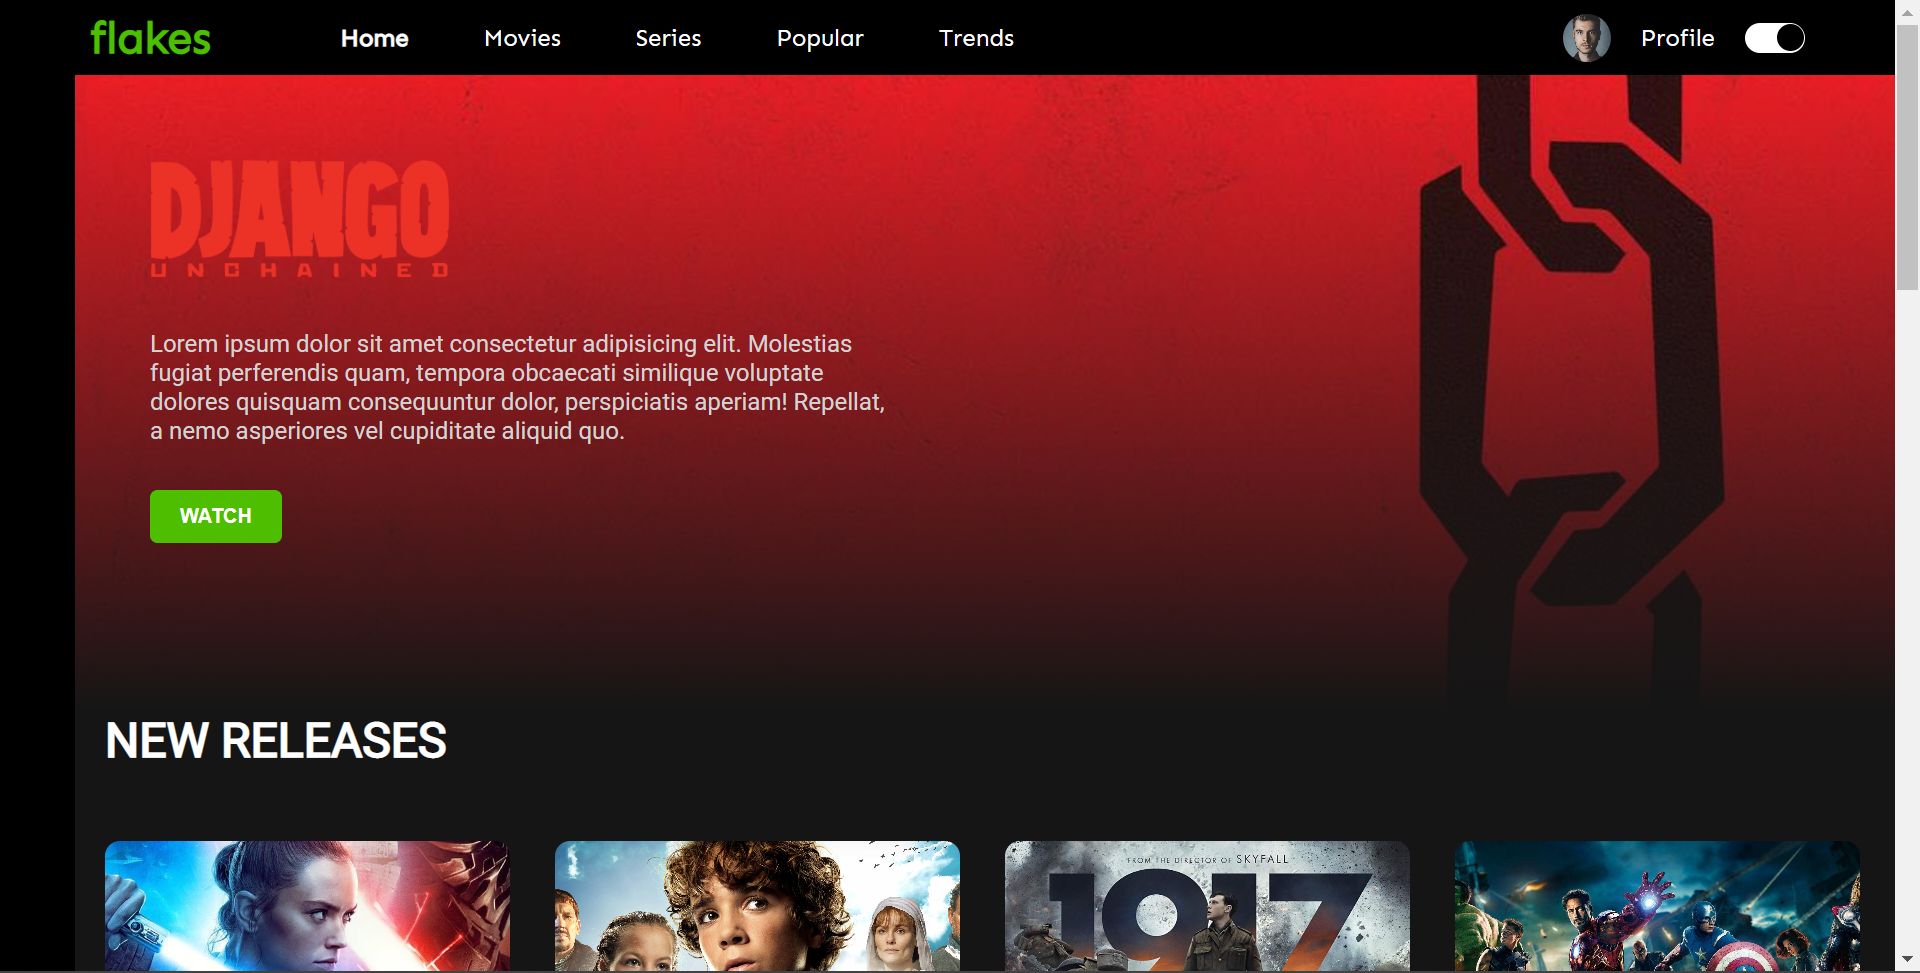 flakes
Home
Movies
Series
Popular
Trends
Profile
DJANGO
UNCHAINED
Lorem ipsum dolor sit amet consectetur adipisicing elit. Molestias
fugiat perferendis quam, tempora obcaecati similique voluptate
dolores quisquam consequuntur dolor, perspiciatis aperiam! Repellat,
a nemo asperiores vel cupiditate aliquid quo.
WATCH
NEW RELEASES
FROM THE DIRECTOR OF SKYFALL
1917